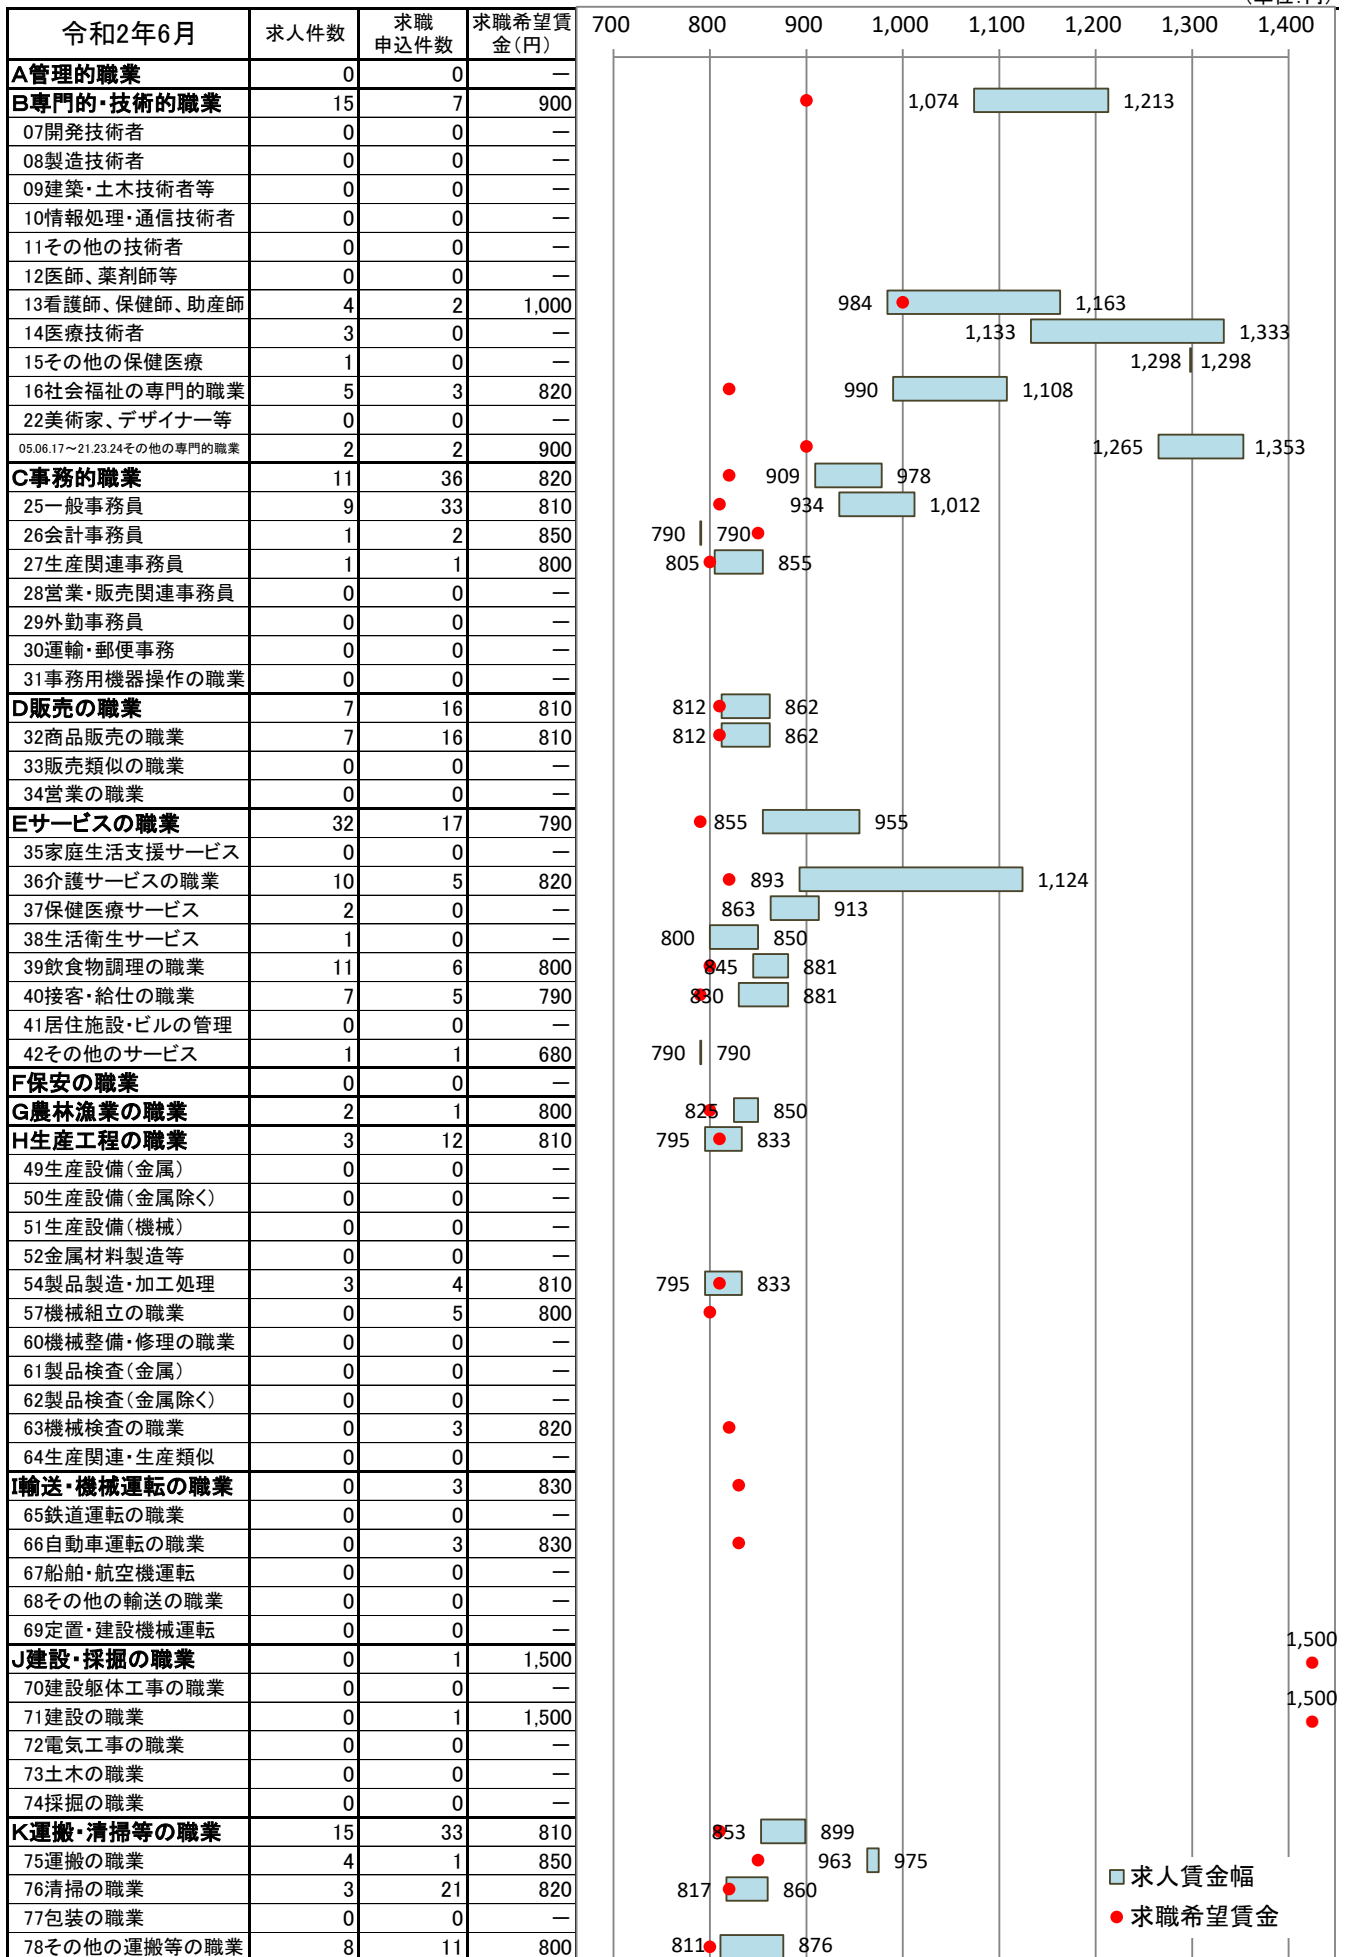 (単位:円)
令和2年6月 求人件数 求職申込件数 求職希望賃金(円) 700 800 900 1,000 1,100 1,200 1,300 1,400
A管理的職業 0 0 ―
B専門的・技術的職業 15 7 900 1,074 1,213
07開発技術者 0 0 ―
08製造技術者 0 0 ―
09建築・土木技術者等 0 0 ―
10情報処理・通信技術者 0 0 ―
11その他の技術者 0 0 ―
12医師、薬剤師等 0 0 ―
13看護師、保健師、助産師 4 2 1,000 984 1,163
14医療技術者 3 0 ― 1,133 1,333
15その他の保健医療 1 0 ― 1,298 1,298
16社会福祉の専門的職業 5 3 820 990 1,108
22美術家、デザイナー等 0 0 ―
05.06.17～21.23.24その他の専門的職業 2 2 900 1,265 1,353
C事務的職業 11 36 820 909 978
25一般事務員 9 33 810 934 1,012
26会計事務員 1 2 850 790 790
27生産関連事務員 1 1 800 805 855
28営業・販売関連事務員 0 0 ―
29外勤事務員 0 0 ―
30運輸・郵便事務 0 0 ―
31事務用機器操作の職業 0 0 ―
D販売の職業 7 16 810 812 862
32商品販売の職業 7 16 810 812 862
33販売類似の職業 0 0 ―
34営業の職業 0 0 ―
Eサービスの職業 32 17 790 855 955
35家庭生活支援サービス 0 0 ―
36介護サービスの職業 10 5 820 893 1,124
37保健医療サービス 2 0 ― 863 913
38生活衛生サービス 1 0 ― 800 850
39飲食物調理の職業 11 6 800 845 881
40接客・給仕の職業 7 5 790 830 881
41居住施設・ビルの管理 0 0 ―
42その他のサービス 1 1 680 790 790
F保安の職業 0 0 ―
G農林漁業の職業 2 1 800 825 850
H生産工程の職業 3 12 810 795 833
49生産設備(金属) 0 0 ―
50生産設備(金属除く) 0 0 ―
51生産設備(機械) 0 0 ―
52金属材料製造等 0 0 ―
54製品製造・加工処理 3 4 810 795 833
57機械組立の職業 0 5 800
60機械整備・修理の職業 0 0 ―
61製品検査(金属) 0 0 ―
62製品検査(金属除く) 0 0 ―
63機械検査の職業 0 3 820
64生産関連・生産類似 0 0 ―
I輸送・機械運転の職業 0 3 830
65鉄道運転の職業 0 0 ―
66自動車運転の職業 0 3 830
67船舶・航空機運転 0 0 ―
68その他の輸送の職業 0 0 ―
69定置・建設機械運転 0 0 ―
J建設・採掘の職業 0 1 1,500 1,500
70建設躯体工事の職業 0 0 ―
71建設の職業 0 1 1,500 1,500
72電気工事の職業 0 0 ―
73土木の職業 0 0 ―
74採掘の職業 0 0 ―
K運搬・清掃等の職業 15 33 810 853 899
75運搬の職業 4 1 850 963 975
76清掃の職業 3 21 820 817 860
77包装の職業 0 0 ―
78その他の運搬等の職業 8 11 800 811 876
求人賃金幅
求職希望賃金